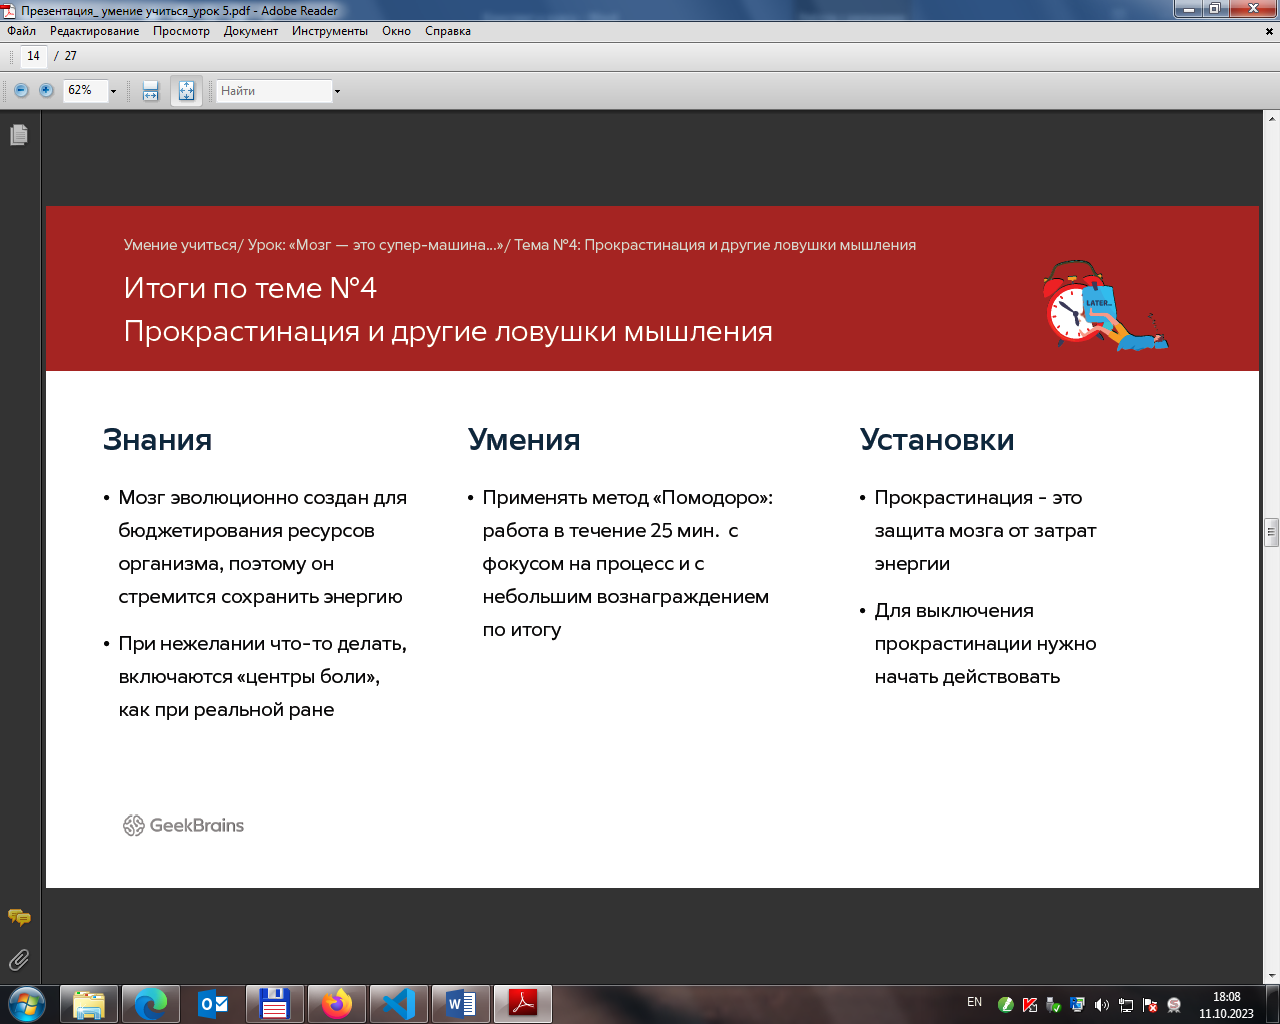 Презентация_ умение учиться_урок 5.pdf - Adobe Reader
Файл Редактирование Просмотр Документ Инструменты Окно Справка
14 / 27
62% Найти
Умение учиться/ Урок: «Мозг — это супер-машина...»/ Тема №4: Прокрастинация и другие ловушки мышления
Итоги по теме №4
Прокрастинация и другие ловушки мышления
LATER...
Знания
• Мозг эволюционно создан для
бюджетирования ресурсов
организма, поэтому он
стремится сохранить энергию
• При нежелании что-то делать,
включаются «центры боли»,
как при реальной ране
Умения
• Применять метод «Помодоро»:
работа в течение 25 мин. с
фокусом на процесс и с
небольшим вознаграждением
по итогу
Установки
• Прокрастинация - это
защита мозга от затрат
энергии
• Для выключения
прокрастинации нужно
начать действовать
GeekBrains
EN
18:08
11.10.2023